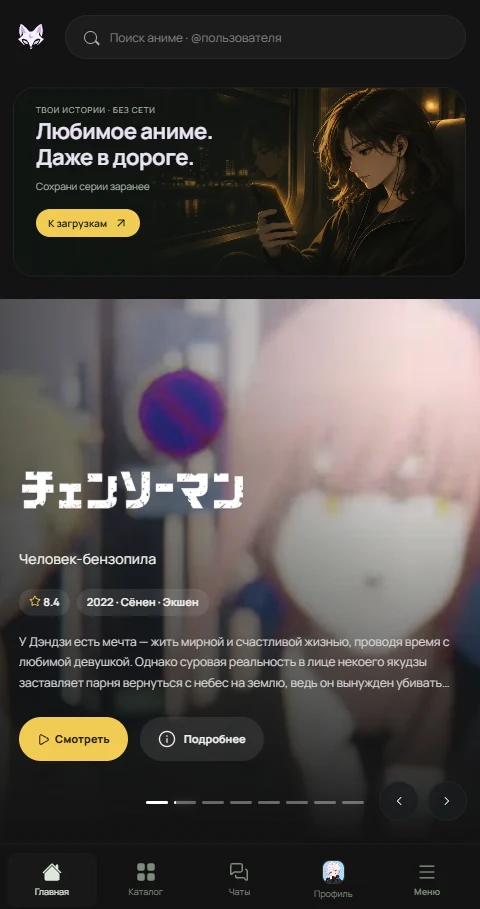 Поиск аниме · @пользователя
ТВОИ ИСТОРИИ · БЕЗ СЕТИ
Любимое аниме.
Даже в дороге.
Сохрани серии заранее
К загрузкам
チェンソーマン
Человек-бензопила
8.4
2022 · Сёнен · Экшен
У Дэндзи есть мечта — жить мирной и счастливой жизнью, проводя время с
любимой девушкой. Однако суровая реальность в лице некоего якудзы
заставляет парня вернуться с небес на землю, ведь он вынужден убивать...
Смотреть
Подробнее
Главная
Каталог
Чаты
Профиль
Меню